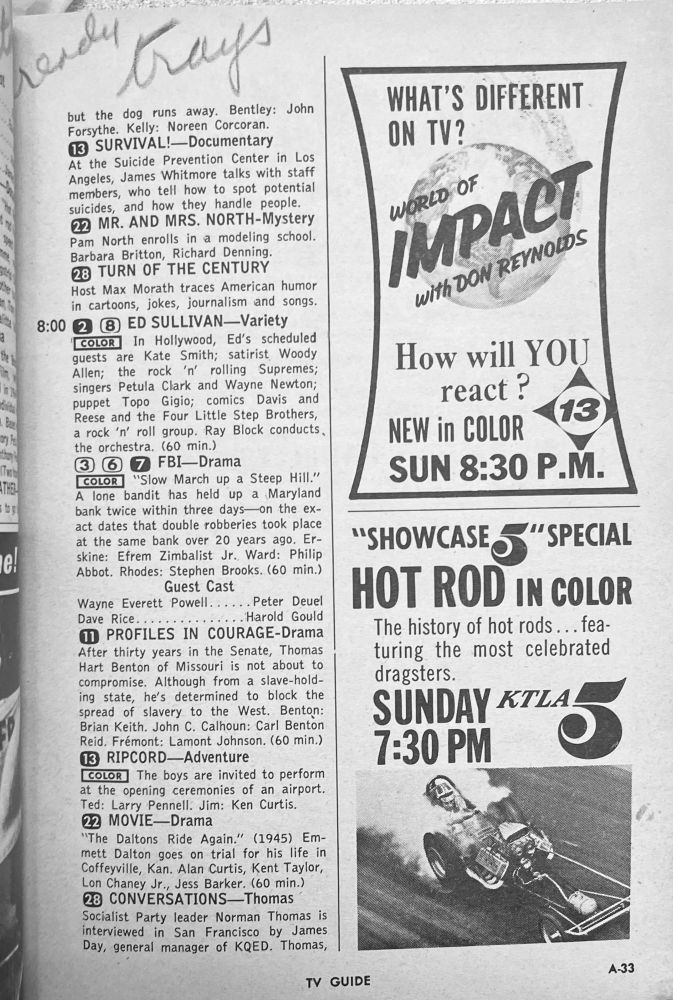 ready trays
but the dog runs away. Bentley: John
Forsythe. Kelly: Noreen Corcoran.
13 SURVIVAL!—Documentary
At the Suicide Prevention Center in Los
Angeles, James Whitmore talks with staff
members, who tell how to spot potential
suicides, and how they handle people.
22 MR. AND MRS. NORTH-Mystery
Pam North enrolls in a modeling school.
Barbara Britton, Richard Denning.
28 TURN OF THE CENTURY
Host Max Morath traces American humor
in cartoons, jokes, journalism and songs.
8:00 2 8 ED SULLIVAN—Variety
COLOR In Hollywood, Ed's scheduled
guests are Kate Smith; satirist Woody
Allen; the rock 'n' rolling Supremes;
singers Petula Clark and Wayne Newton;
puppet Topo Gigio; comics Davis and
Reese and the Four Little Step Brothers,
a rock 'n' roll group. Ray Block conducts
the orchestra. (60 min.)
3 6 7 FBI—Drama
COLOR "Slow March up a Steep Hill."
A lone bandit has held up a Maryland
bank twice within three days—on the ex-
act dates that double robberies took place
at the same bank over 20 years ago. Er-
skine: Efrem Zimbalist Jr. Ward: Philip
Abbot. Rhodes: Stephen Brooks. (60 min.)
Guest Cast
Wayne Everett Powell......Peter Deuel
Dave Rice...............Harold Gould
11 PROFILES IN COURAGE-Drama
After thirty years in the Senate, Thomas
Hart Benton of Missouri is not about to
compromise. Although from a slave-hold-
ing state, he's determined to block the
spread of slavery to the West. Benton:
Brian Keith. John C. Calhoun: Carl Benton
Reid. Frémont: Lamont Johnson. (60 min.)
13 RIPCORD—Adventure
COLOR The boys are invited to perform
at the opening ceremonies of an airport.
Ted: Larry Pennell. Jim: Ken Curtis.
22 MOVIE—Drama
"The Daltons Ride Again." (1945) Em-
mett Dalton goes on trial for his life in
Coffeyville, Kan. Alan Curtis, Kent Taylor,
Lon Chaney Jr., Jess Barker. (60 min.)
28 CONVERSATIONS—Thomas
Socialist Party leader Norman Thomas is
interviewed in San Francisco by James
Day, general manager of KQED. Thomas,
WHAT'S DIFFERENT
ON TV?
WORLD OF
IMPACT
with DON REYNOLDS
How will YOU
react?
13
NEW in COLOR
SUN 8:30 P.M.
"SHOWCASE 5" SPECIAL
HOT ROD IN COLOR
The history of hot rods...fea-
turing the most celebrated
dragsters.
SUNDAY KTLA 5
7:30 PM
TV GUIDE
A-33